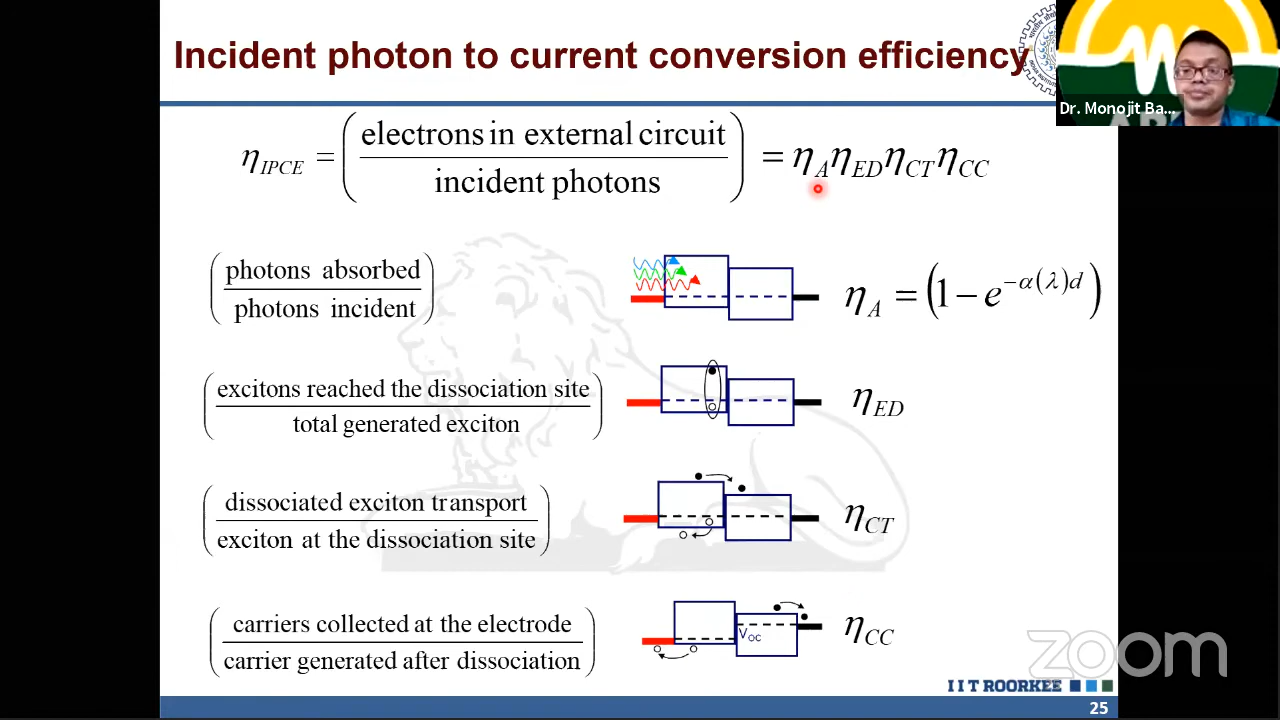 Incident photon to current conversion efficiency
Dr. Monojit Ba...
η_IPCE = (electrons in external circuit / incident photons) = η_A η_ED η_CT η_CC
(photons absorbed / photons incident)
η_A = (1 − e^{−α(λ)d})
(excitons reached the dissociation site / total generated exciton)
η_ED
(dissociated exciton transport / exciton at the dissociation site)
η_CT
(carriers collected at the electrode / carrier generated after dissociation)
V_OC
η_CC
zoom
IIT ROORKEE
25